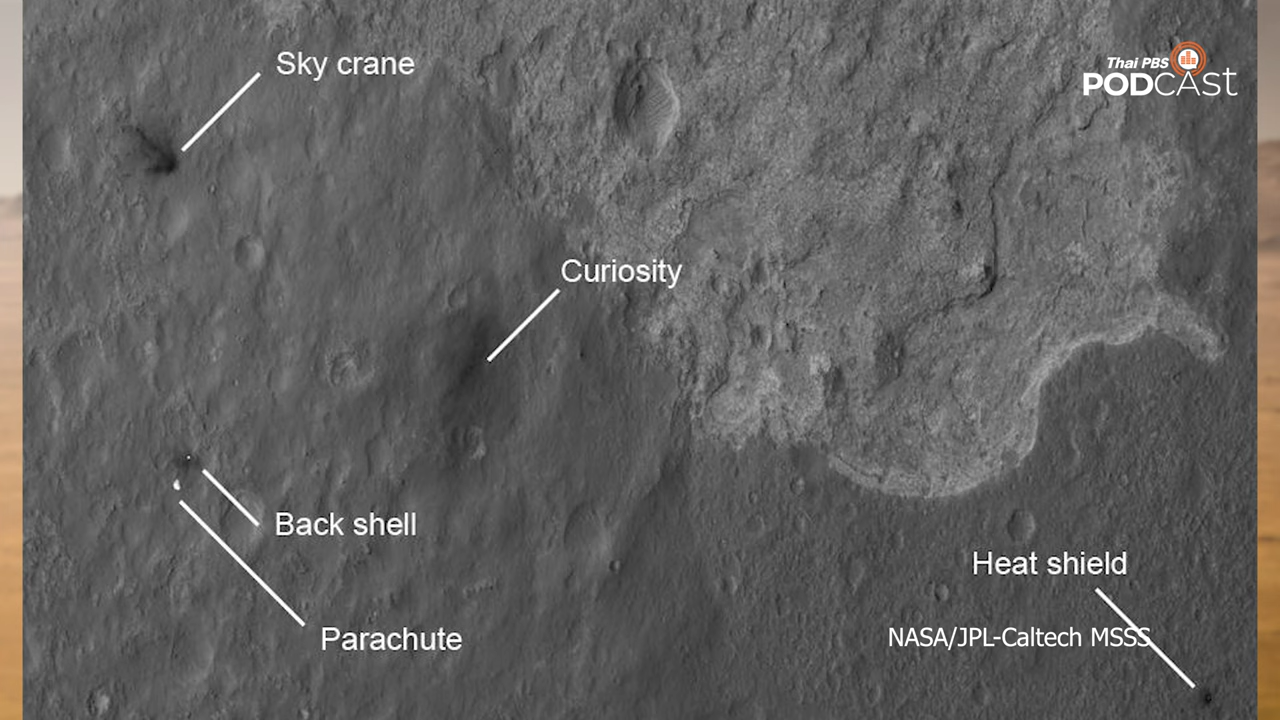 Sky crane
Thai PBS
PODCAST
Curiosity
Back shell
Heat shield
NASA/JPL-Caltech MSSS
Parachute